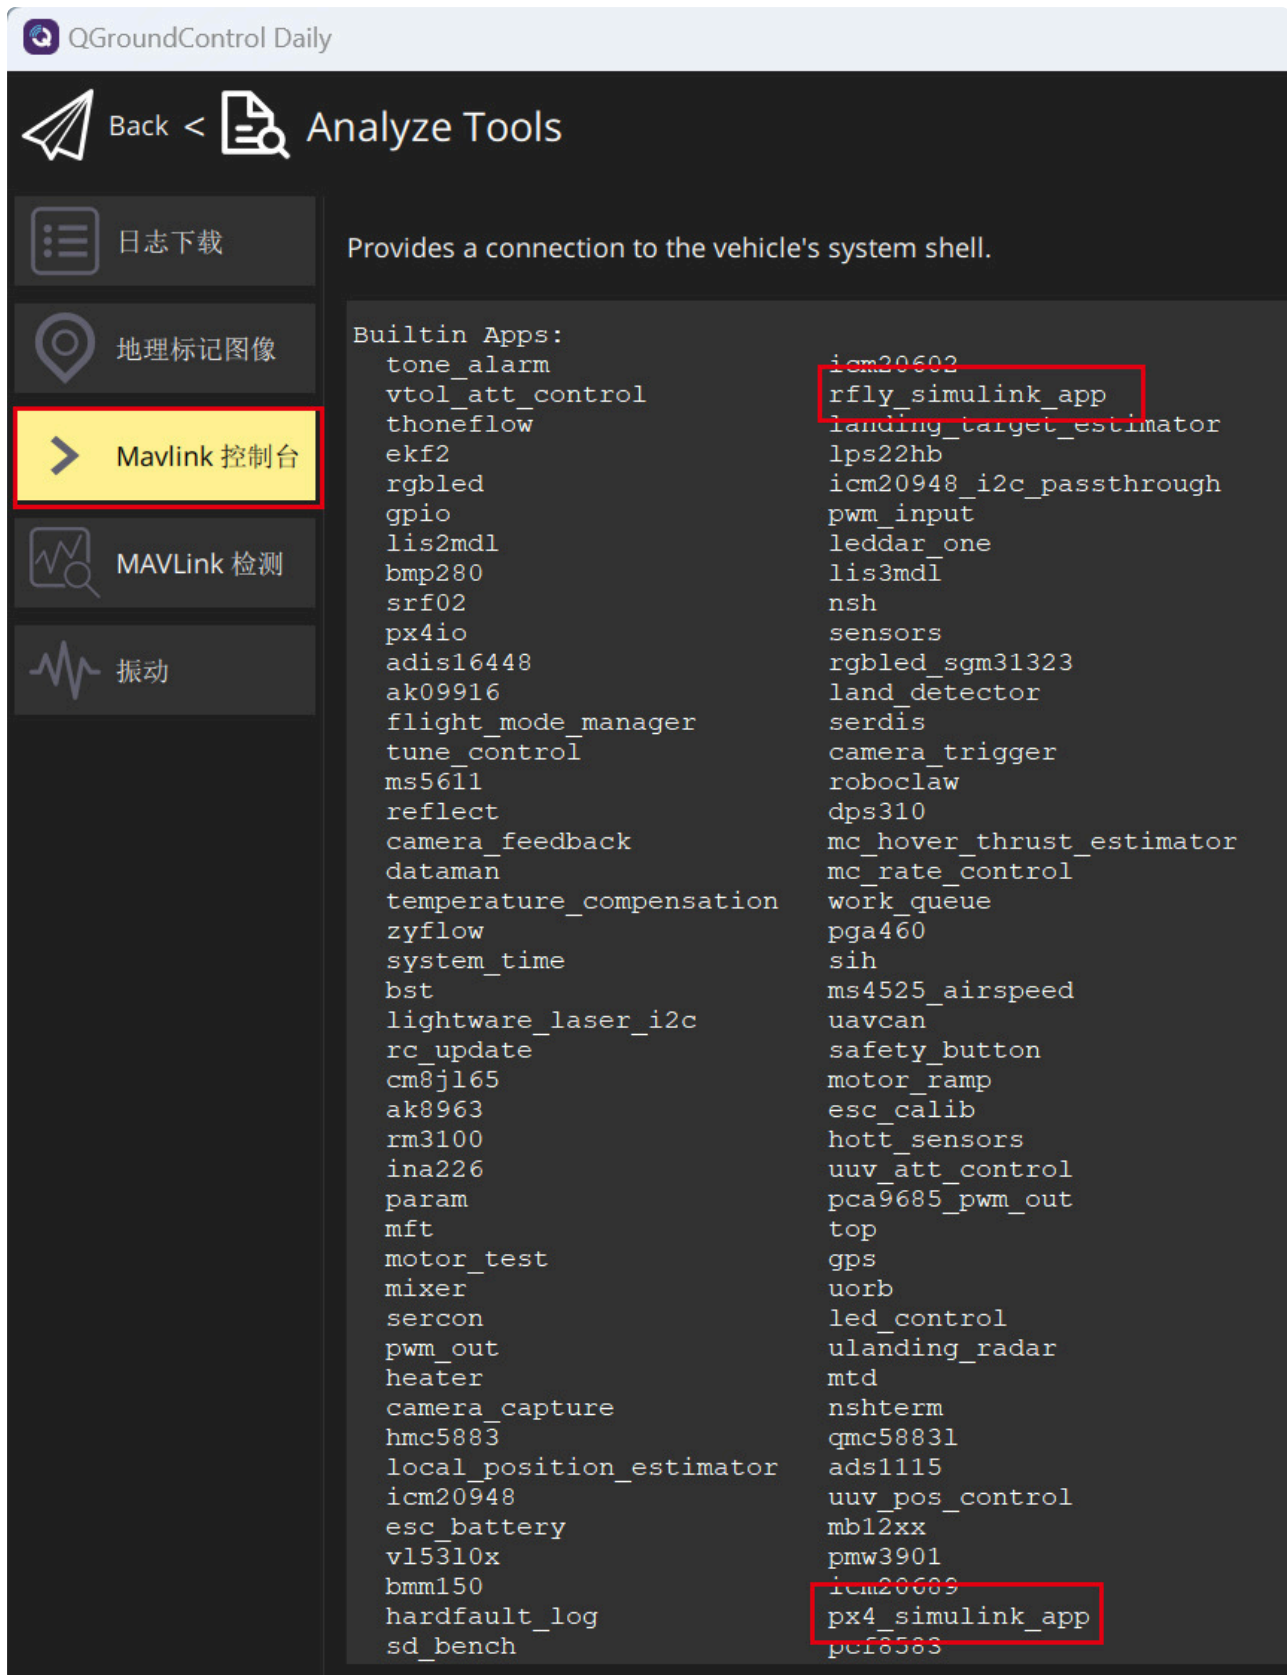 QGroundControl Daily
Back < Analyze Tools
日志下载
地理标记图像
Mavlink 控制台
MAVLink 检测
振动
Provides a connection to the vehicle's system shell.
Builtin Apps:
tone_alarm icm20602
vtol_att_control rfly_simulink_app
thoneflow landing_target_estimator
ekf2 lps22hb
rgbled icm20948_i2c_passthrough
gpio pwm_input
lis2mdl leddar_one
bmp280 lis3mdl
srf02 nsh
px4io sensors
adis16448 rgbled_sgm31323
ak09916 land_detector
flight_mode_manager serdis
tune_control camera_trigger
ms5611 roboclaw
reflect dps310
camera_feedback mc_hover_thrust_estimator
dataman mc_rate_control
temperature_compensation work_queue
zyflow pga460
system_time sih
bst ms4525_airspeed
lightware_laser_i2c uavcan
rc_update safety_button
cm8jl65 motor_ramp
ak8963 esc_calib
rm3100 hott_sensors
ina226 uuv_att_control
param pca9685_pwm_out
mft top
motor_test gps
mixer uorb
sercon led_control
pwm_out ulanding_radar
heater mtd
camera_capture nshterm
hmc5883 qmc5883l
local_position_estimator ads1115
icm20948 uuv_pos_control
esc_battery mb12xx
vl53l0x pmw3901
bmm150 icm20689
hardfault_log px4_simulink_app
sd_bench pcf8583